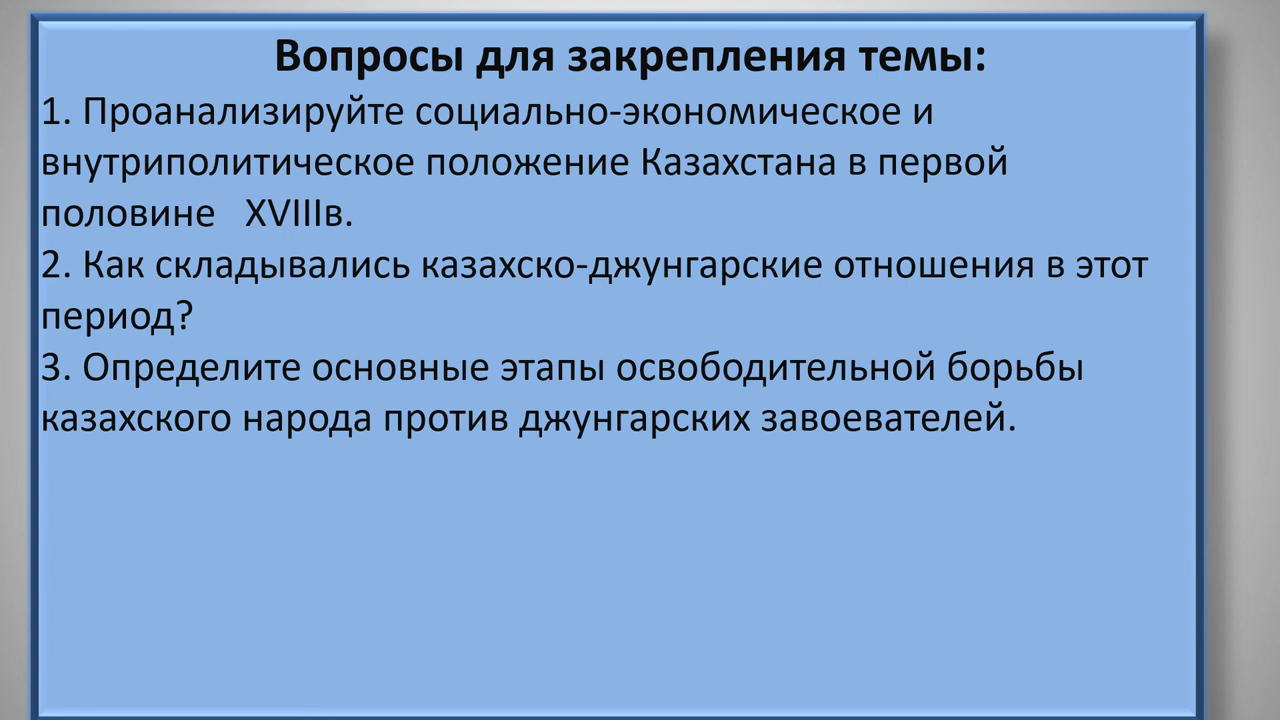 Вопросы для закрепления темы:
1. Проанализируйте социально-экономическое и
внутриполитическое положение Казахстана в первой
половине   XVIIIв.
2. Как складывались казахско-джунгарские отношения в этот
период?
3. Определите основные этапы освободительной борьбы
казахского народа против джунгарских завоевателей.